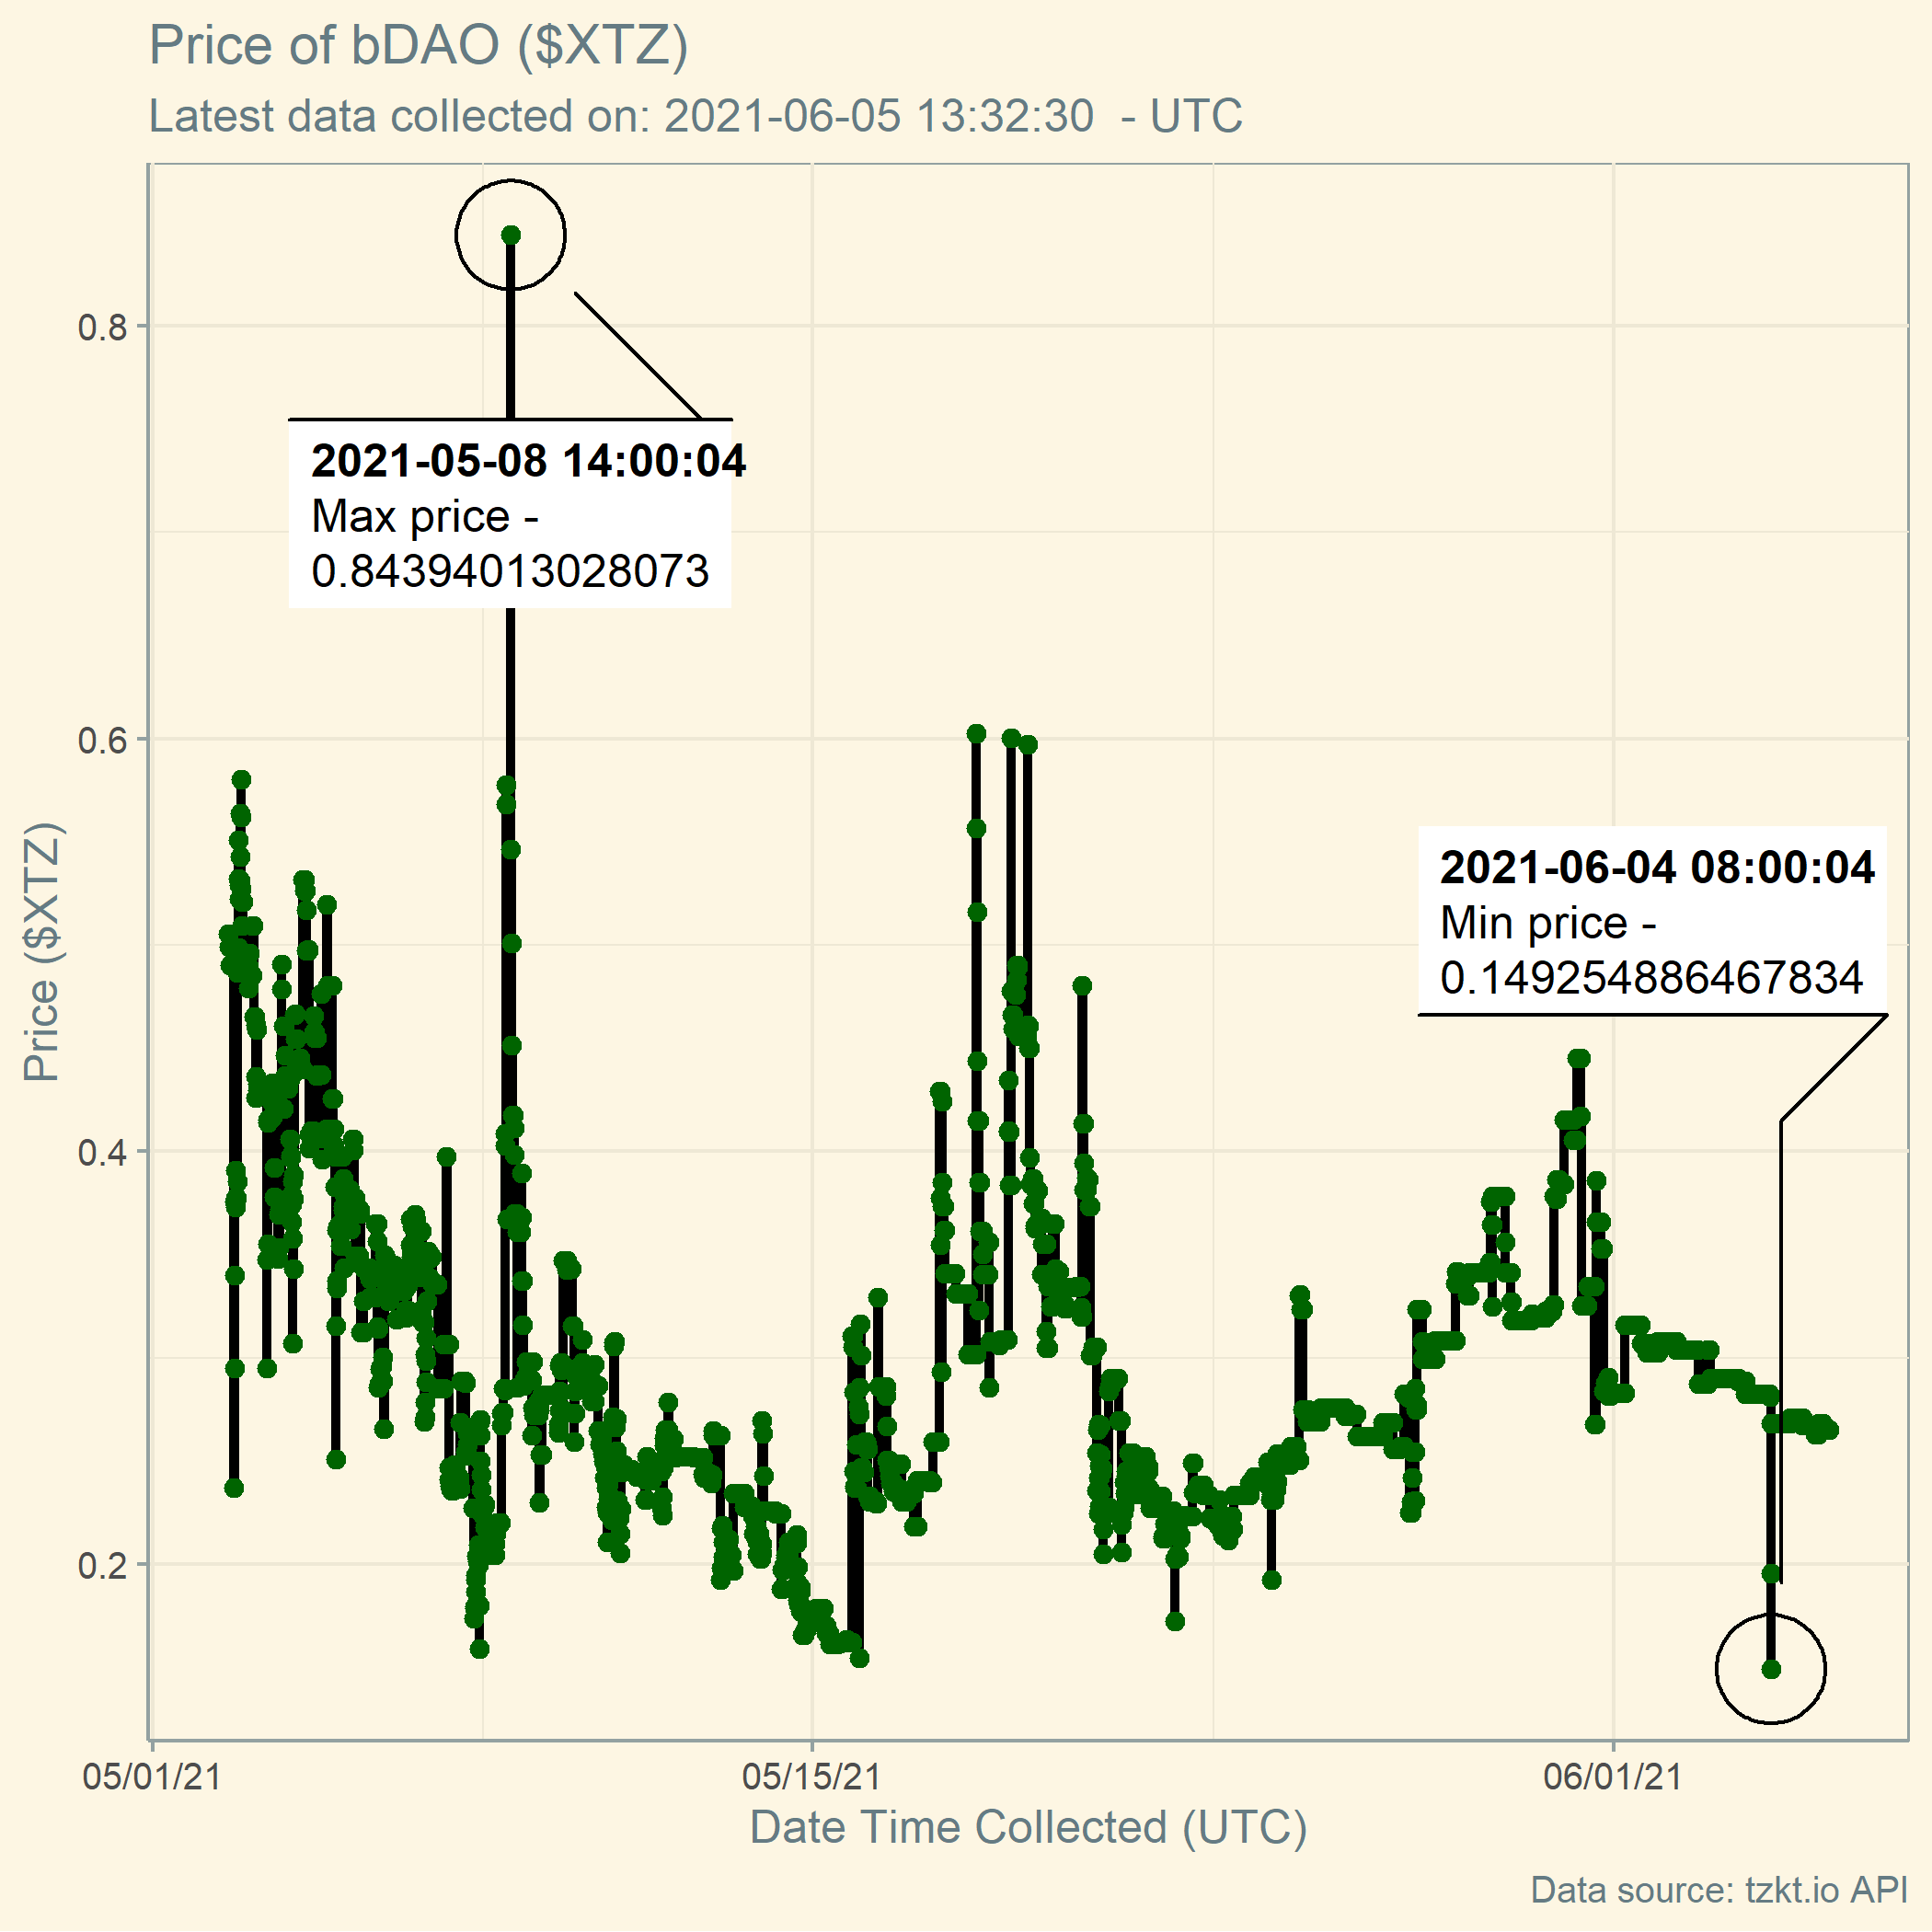 Price of bDAO ($XTZ)
Latest data collected on: 2021-06-05 13:32:30  - UTC
0.8
0.6
0.4
0.2
Price ($XTZ)
2021-05-08 14:00:04
Max price -
0.84394013028073
2021-06-04 08:00:04
Min price -
0.149254886467834
05/01/21
05/15/21
06/01/21
Date Time Collected (UTC)
Data source: tzkt.io API